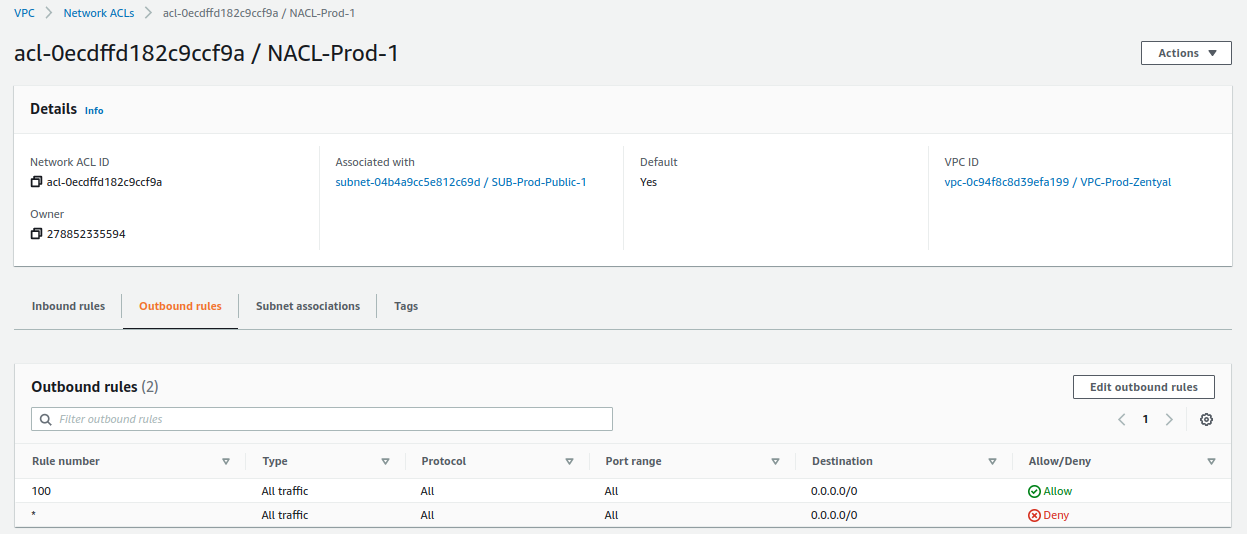 VPC > Network ACLs > acl-0ecdffd182c9ccf9a / NACL-Prod-1
acl-0ecdffd182c9ccf9a / NACL-Prod-1
Actions
Details Info
Network ACL ID
acl-0ecdffd182c9ccf9a
Associated with
subnet-04b4a9cc5e812c69d / SUB-Prod-Public-1
Default
Yes
VPC ID
vpc-0c94f8c8d39efa199 / VPC-Prod-Zentyal
Owner
278852335594
Inbound rules
Outbound rules
Subnet associations
Tags
Outbound rules (2)
Edit outbound rules
Filter outbound rules
1
Rule number Type Protocol Port range Destination Allow/Deny
100 All traffic All All 0.0.0.0/0 Allow
* All traffic All All 0.0.0.0/0 Deny